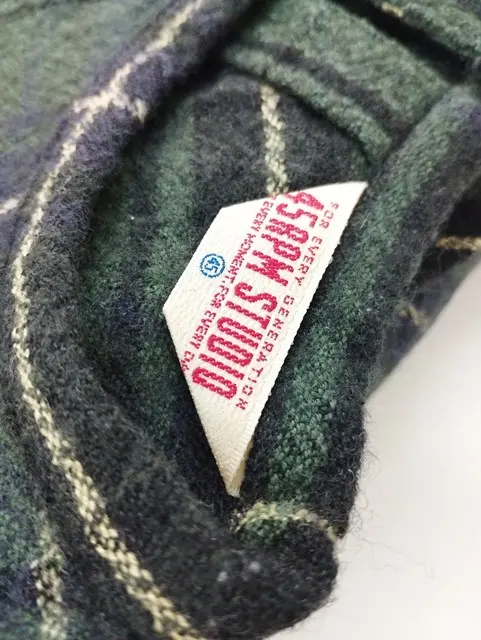 FOR EVERY GENERATION
45RPM STUDIO
EVERY MOMENT. FOR EVERY
45